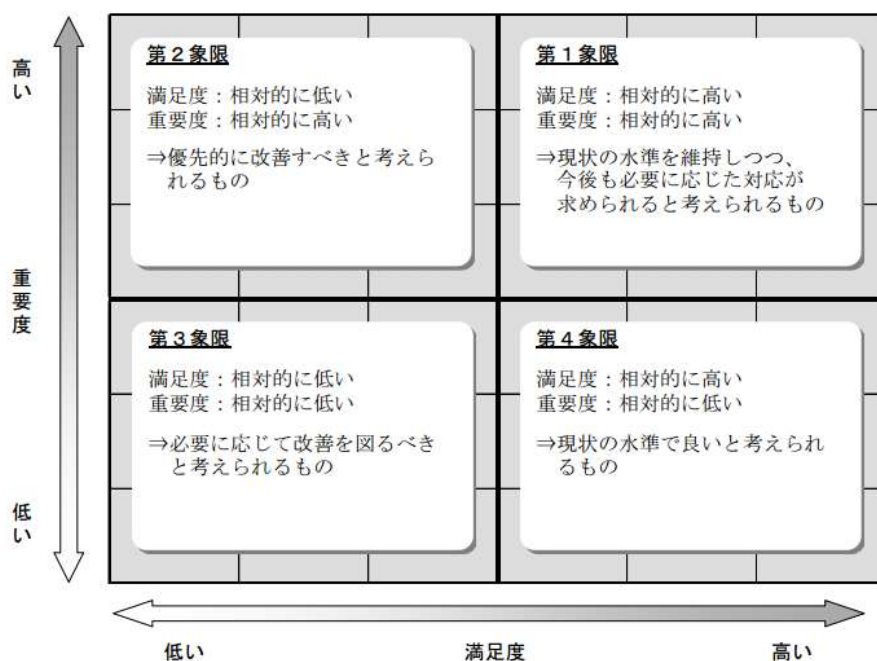 高い
重要度
低い
第２象限
満足度：相対的に低い
重要度：相対的に高い
⇒優先的に改善すべきと考えら
れるもの
第１象限
満足度：相対的に高い
重要度：相対的に高い
⇒現状の水準を維持しつつ、
今後も必要に応じた対応が
求められると考えられるもの
第３象限
満足度：相対的に低い
重要度：相対的に低い
⇒必要に応じて改善を図るべき
と考えられるもの
第４象限
満足度：相対的に高い
重要度：相対的に低い
⇒現状の水準で良いと考えられ
るもの
低い
満足度
高い